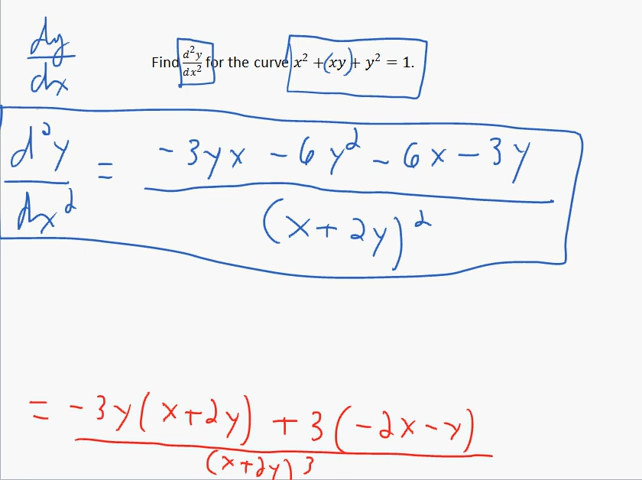 dy/dx
Find d²y/dx² for the curve x² + (xy) + y² = 1.
d²y/dx² = (-3yx - 6y² - 6x - 3y)/(x+2y)²
= (-3y(x+2y) + 3(-2x-y))/(x+2y)³